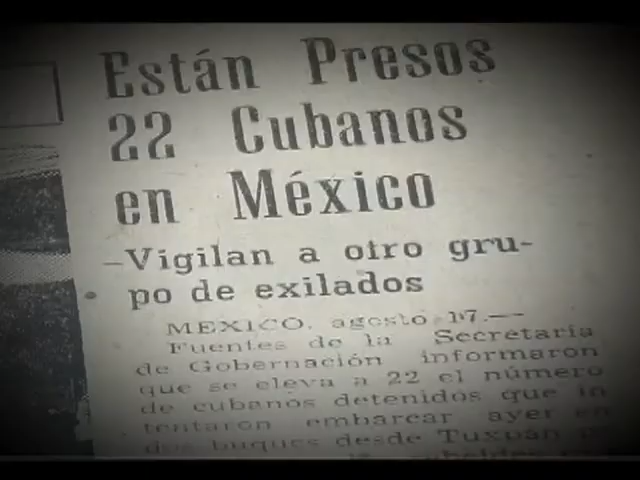 Están Presos
22 Cubanos
en México
—Vigilan a otro gru-
po de exilados
MEXICO, agosto 17.—
Fuentes de la Secretaría
de Gobernación informaron
que se eleva a 22 el número
de cubanos detenidos que in
tentaron embarcar ayer en
dos buques desde Tuxpán